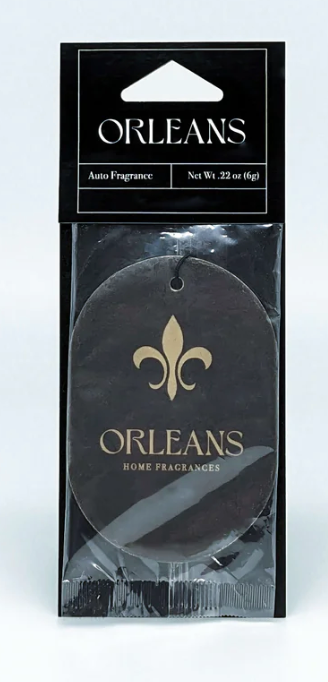 ORLEANS
Auto Fragrance
Net Wt .22 oz (6g)
ORLEANS
HOME FRAGRANCES